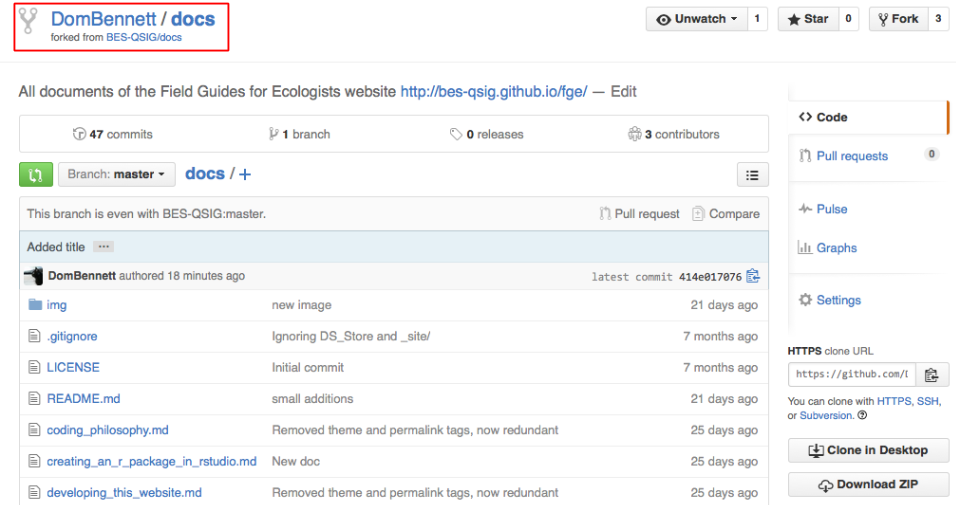 DomBennett / docs
forked from BES-QSIG/docs
Unwatch 1 Star 0 Fork 3
All documents of the Field Guides for Ecologists website http://bes-qsig.github.io/fge/ — Edit
47 commits 1 branch 0 releases 3 contributors
Branch: master docs / +
This branch is even with BES-QSIG:master. Pull request Compare
Added title ...
DomBennett authored 18 minutes ago latest commit 414e017076
img new image 21 days ago
.gitignore Ignoring DS_Store and _site/ 7 months ago
LICENSE Initial commit 7 months ago
README.md small additions 21 days ago
coding_philosophy.md Removed theme and permalink tags, now redundant 25 days ago
creating_an_r_package_in_rstudio.md New doc 25 days ago
developing_this_website.md Removed theme and permalink tags, now redundant 25 days ago
Code
Pull requests 0
Pulse
Graphs
Settings
HTTPS clone URL
https://github.com/
You can clone with HTTPS, SSH,
or Subversion.
Clone in Desktop
Download ZIP